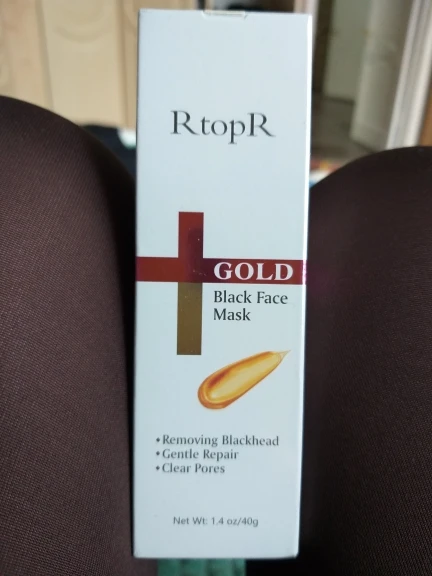 RtopR
GOLD
Black Face
Mask
•Removing Blackhead
•Gentle Repair
•Clear Pores
Net Wt: 1.4 oz/40g